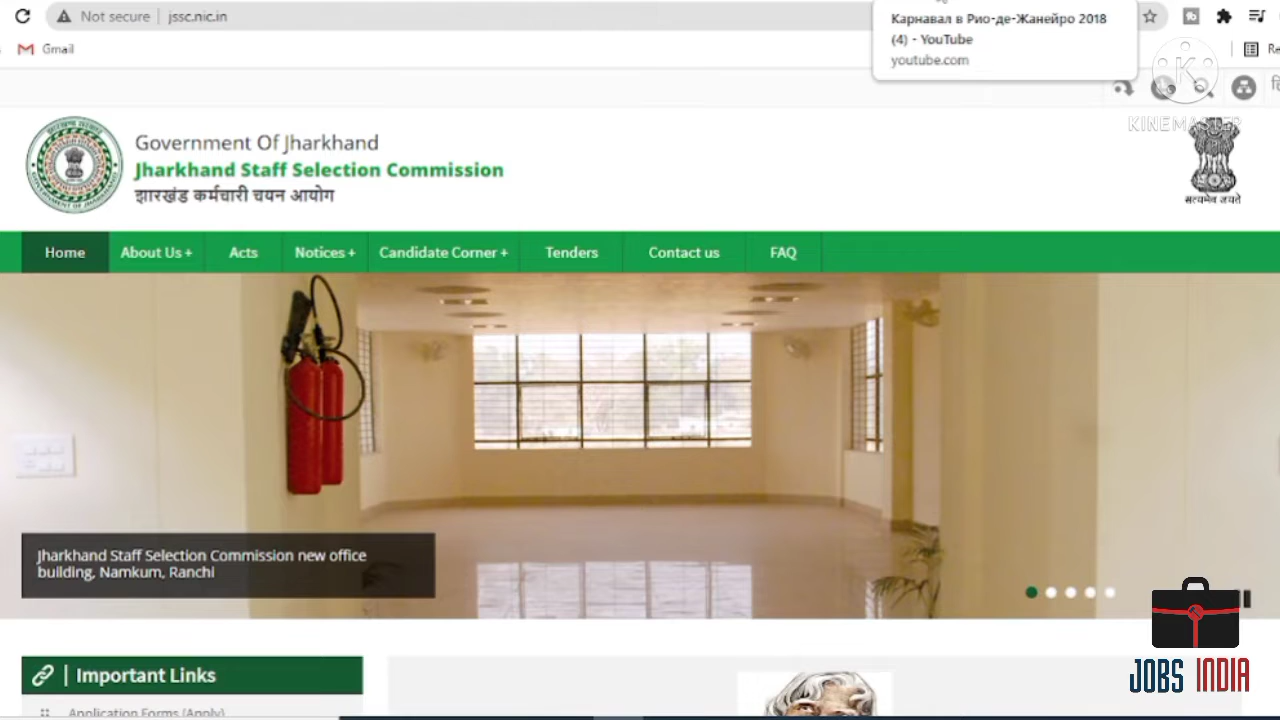 Not secure
jssc.nic.in
Карнавал в Рио-де-Жанейро 2018
(4) - YouTube
youtube.com
Gmail
Re
KINEMASTER
Government Of Jharkhand
Jharkhand Staff Selection Commission
झारखंड कर्मचारी चयन आयोग
सत्यमेव जयते
Home
About Us +
Acts
Notices +
Candidate Corner +
Tenders
Contact us
FAQ
Jharkhand Staff Selection Commission new office
building, Namkum, Ranchi
Important Links
Application Forms (Apply)
JOBS INDIA